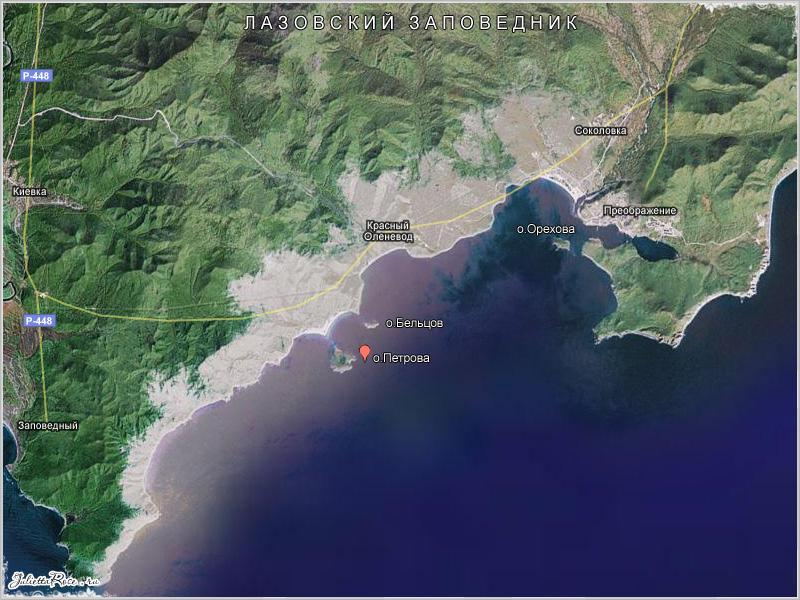 ЛАЗОВСКИЙ ЗАПОВЕДНИК
Р-448
Соколовка
Киевка
Преображение
Красный
Оленевод
о.Орехова
о.Бельцов
Р-448
о.Петрова
Заповедный
JuliettaRose.ru